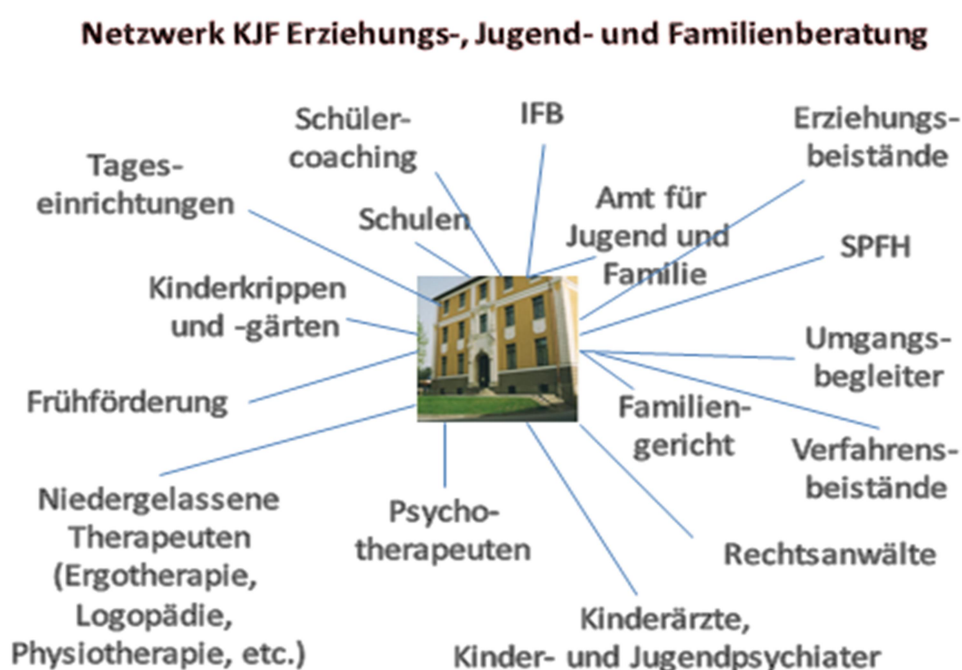 Netzwerk KJF Erziehungs-, Jugend- und Familienberatung
Schüler-
coaching
IFB
Erziehungs-
beistände
Tages-
einrichtungen
Schulen
Amt für
Jugend und
Familie
SPFH
Kinderkrippen
und -gärten
Umgangs-
begleiter
Frühförderung
Familien-
gericht
Verfahrens-
beistände
Niedergelassene
Therapeuten
(Ergotherapie,
Logopädie,
Physiotherapie, etc.)
Psycho-
therapeuten
Rechtsanwälte
Kinderärzte,
Kinder- und Jugendpsychiater